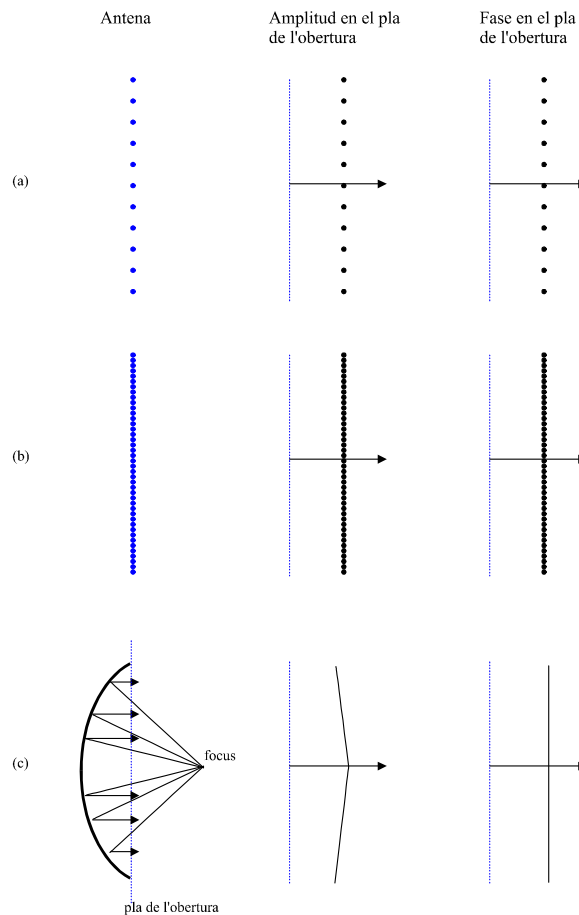 Antena
Amplitud en el pla
de l'obertura
Fase en el pla
de l'obertura
(a)
(b)
(c)
focus
pla de l'obertura